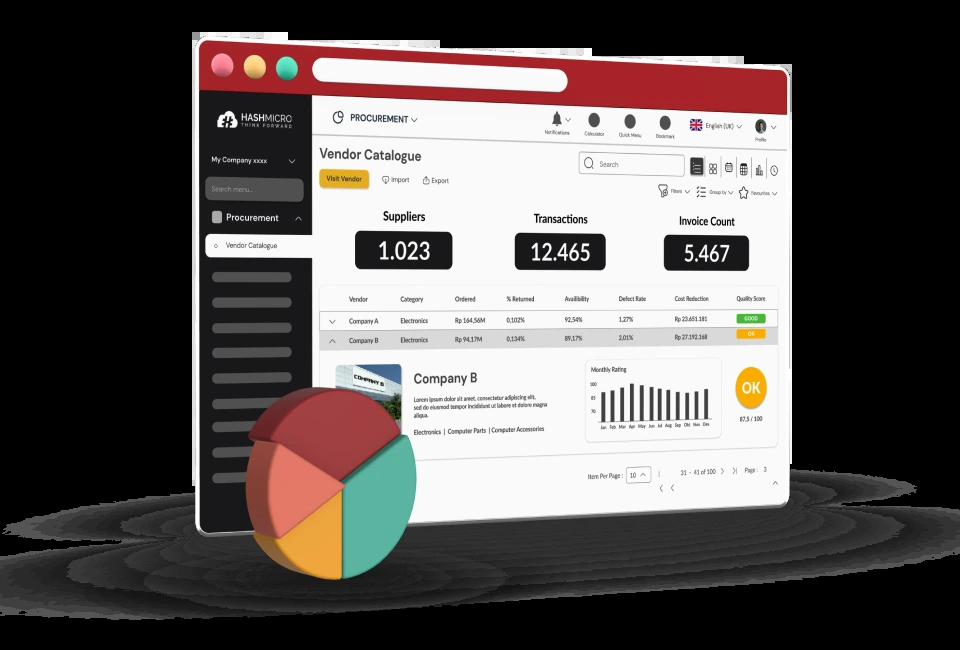 HASHMICRO
THINK FORWARD
My Company xxxx
Search menu...
Procurement
Vendor Catalogue
PROCUREMENT
Notifications
Calculator
Quick Menu
Bookmark
English (UK)
Profile
Vendor Catalogue
Search
Visit Vendor
Import
Export
Filters
Group by
Favourites
Suppliers
Transactions
Invoice Count
1.023
12.465
5.467
Vendor Category Ordered % Returned Availibility Defect Rate Cost Reduction Quality Score
Company A Electronics Rp 164,56M 0,102% 92,54% 1,27% Rp 23.651.181 GOOD
Company B Electronics Rp 94,17M 0,134% 89,17% 2,01% Rp 27.192.168 OK
COMPANY B
Company B
Lorem ipsum dolor sit amet, consectetur adipiscing elit,
sed do eiusmod tempor incididunt ut labore et dolore magna
aliqua.
Electronics | Computer Parts | Computer Accessories
Monthly Rating
100
85
70
Jan Feb Mar Apr May Jun Jul Aug Sep Okt Nov Des
OK
87,5 / 100
Item Per Page : 10
31 - 41 of 100
Page : 3